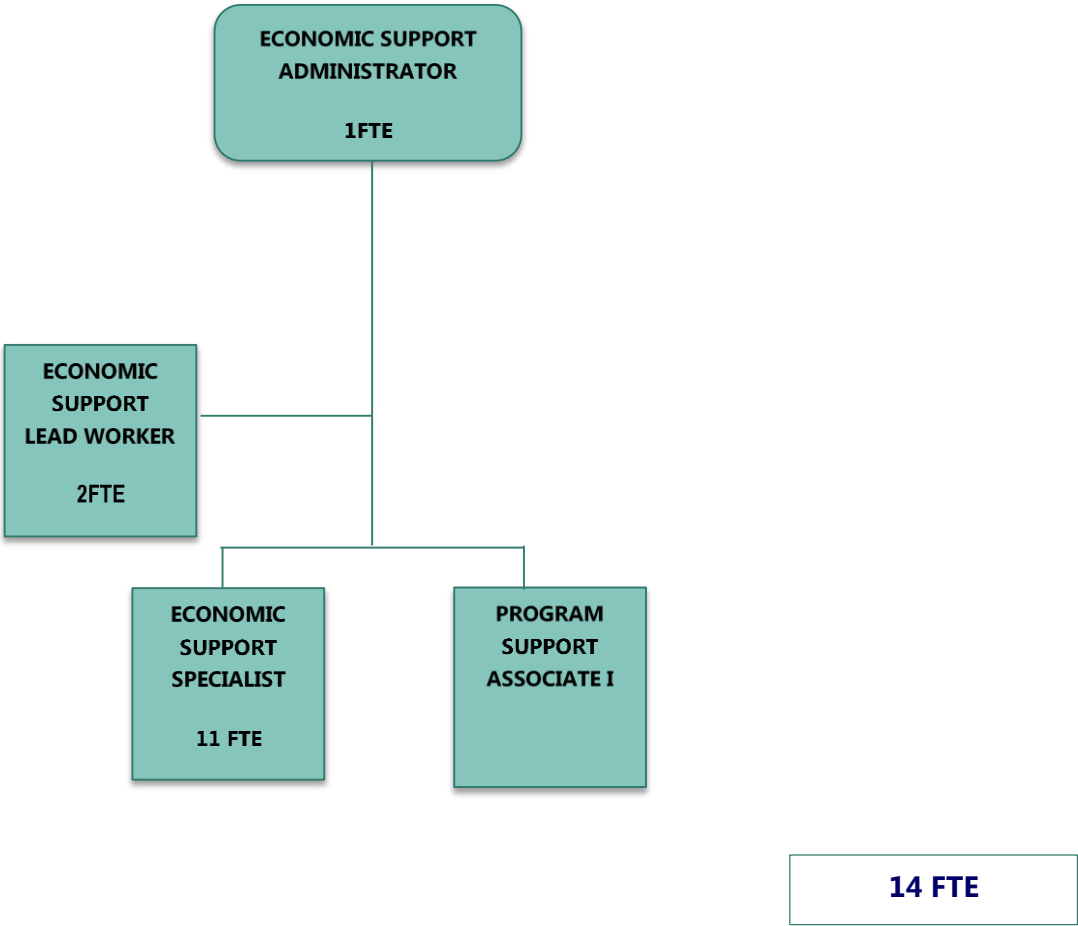 ECONOMIC SUPPORT
ADMINISTRATOR
1FTE
ECONOMIC
SUPPORT
LEAD WORKER
2FTE
ECONOMIC
SUPPORT
SPECIALIST
11 FTE
PROGRAM
SUPPORT
ASSOCIATE I
14 FTE